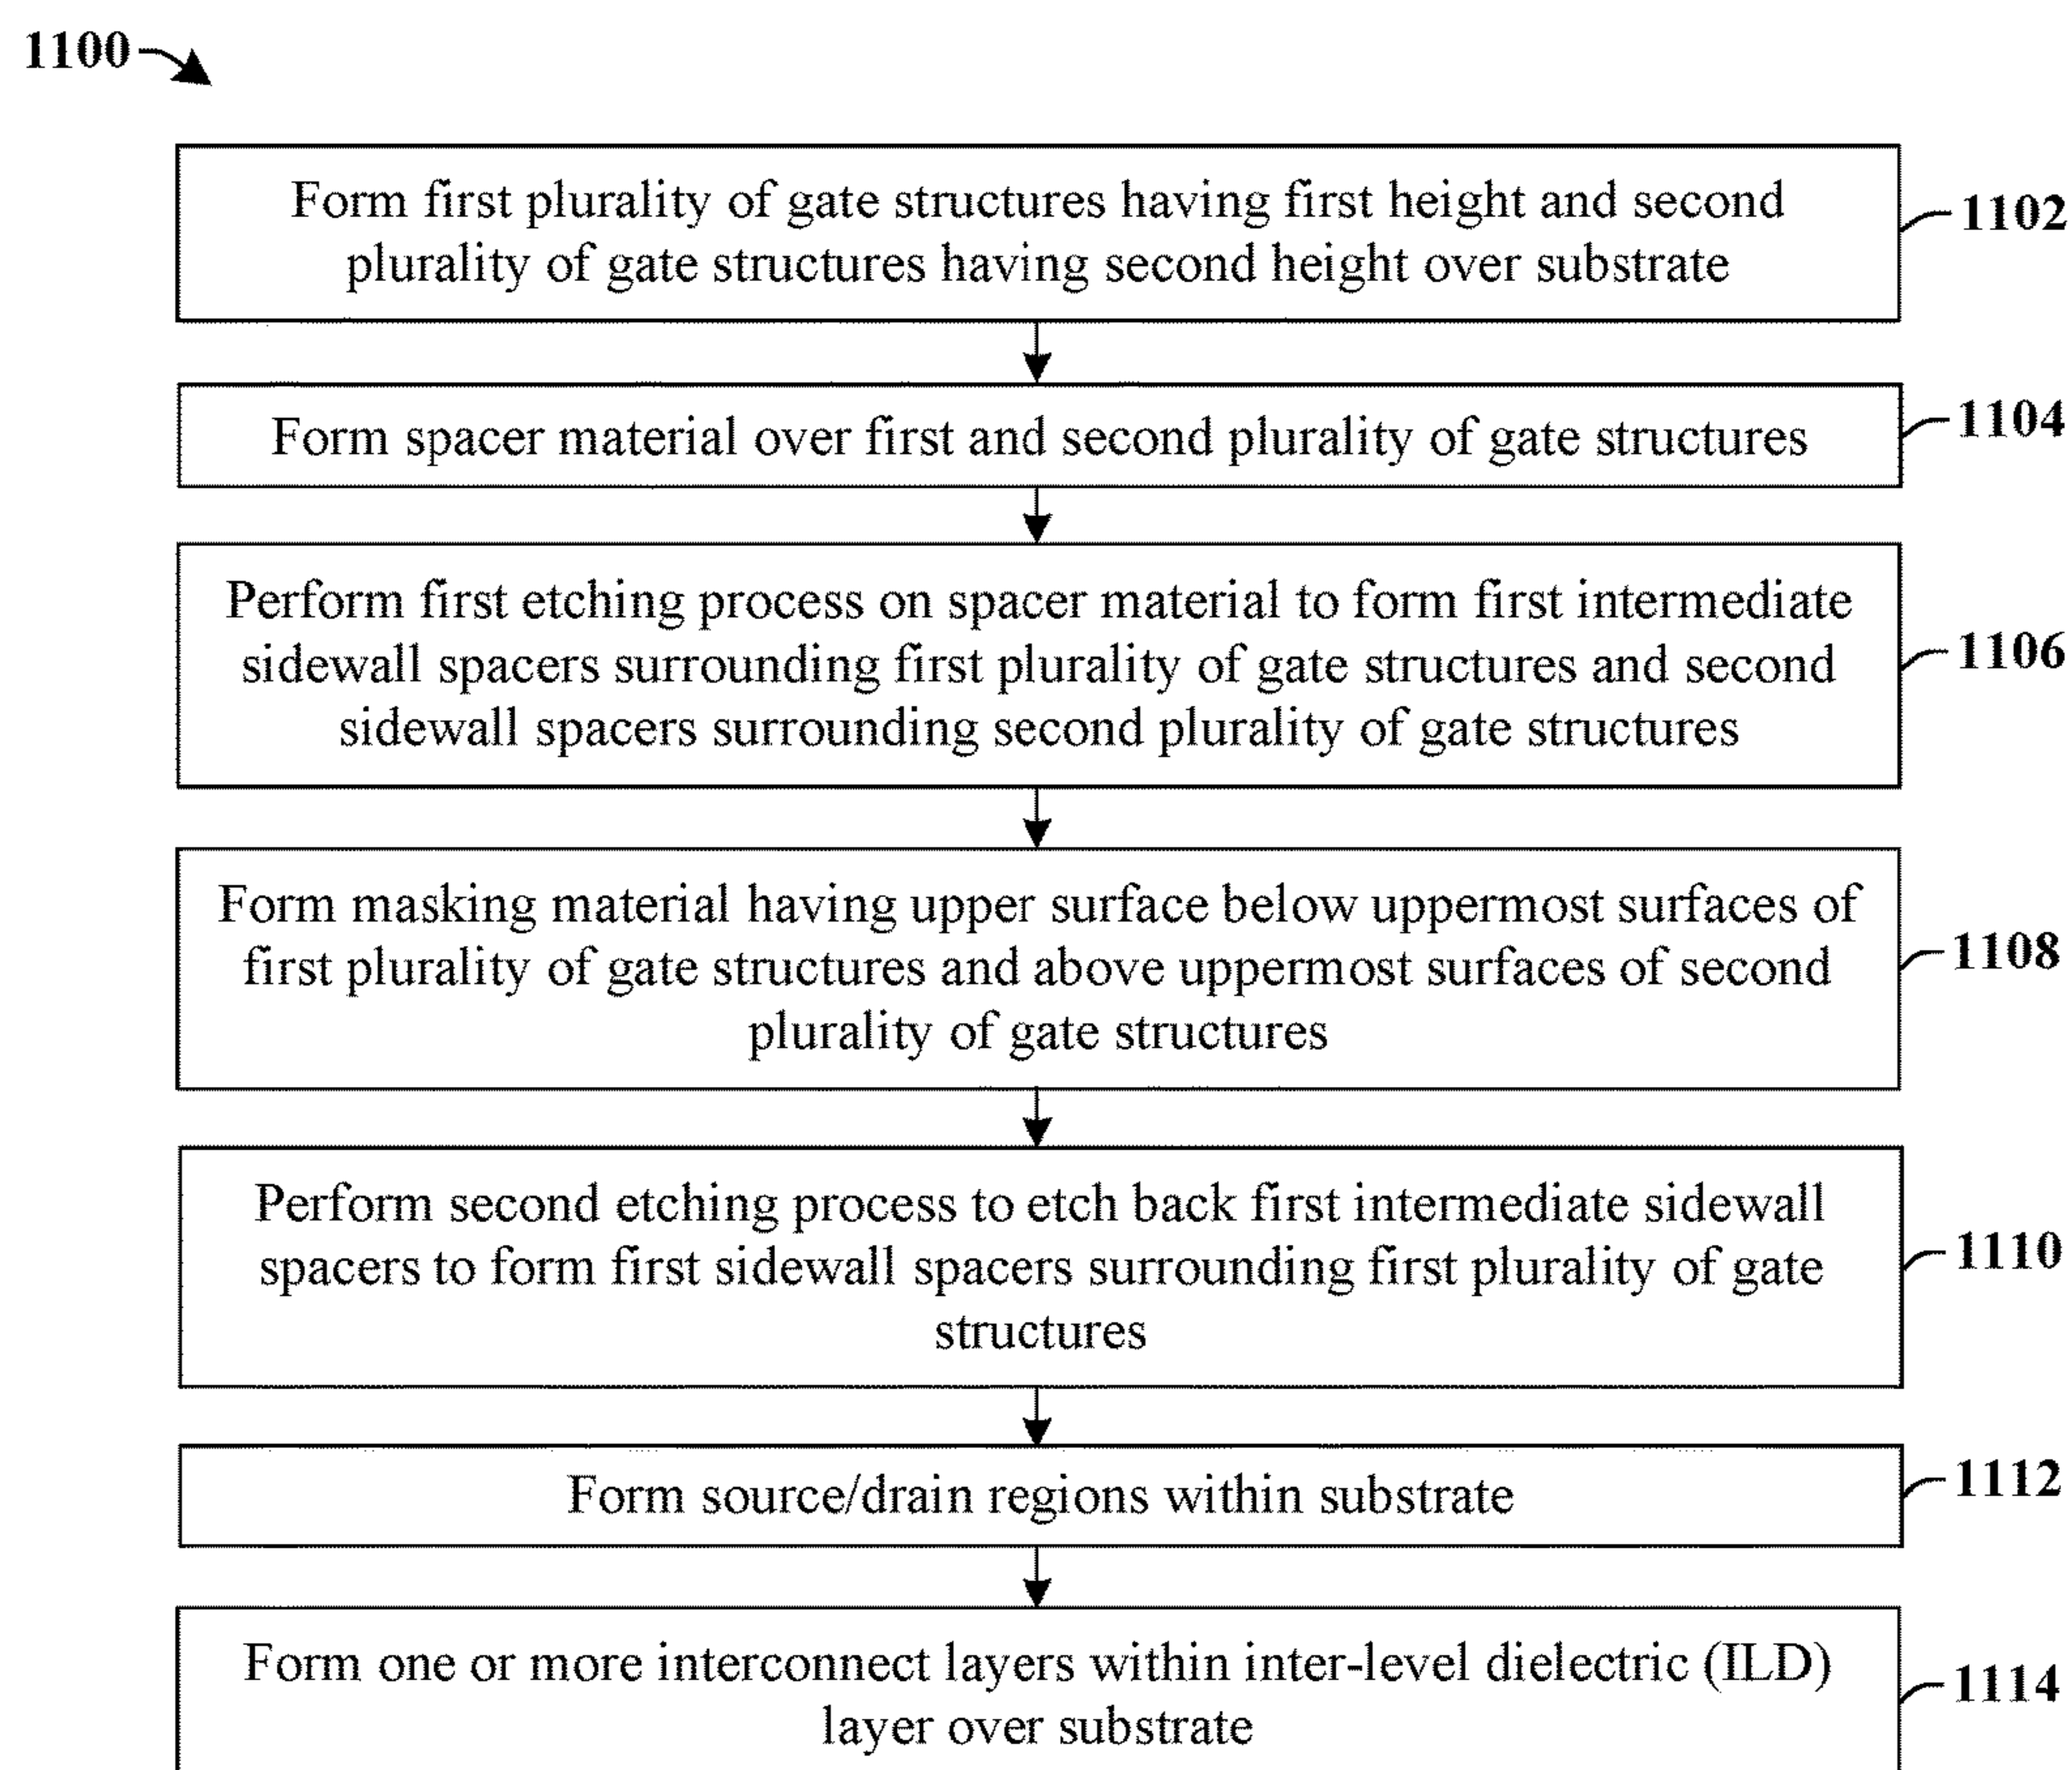 1100
Form first plurality of gate structures having first height and second
plurality of gate structures having second height over substrate
1102
Form spacer material over first and second plurality of gate structures
1104
Perform first etching process on spacer material to form first intermediate
sidewall spacers surrounding first plurality of gate structures and second
sidewall spacers surrounding second plurality of gate structures
1106
Form masking material having upper surface below uppermost surfaces of
first plurality of gate structures and above uppermost surfaces of second
plurality of gate structures
1108
Perform second etching process to etch back first intermediate sidewall
spacers to form first sidewall spacers surrounding first plurality of gate
structures
1110
Form source/drain regions within substrate
1112
Form one or more interconnect layers within inter-level dielectric (ILD)
layer over substrate
1114